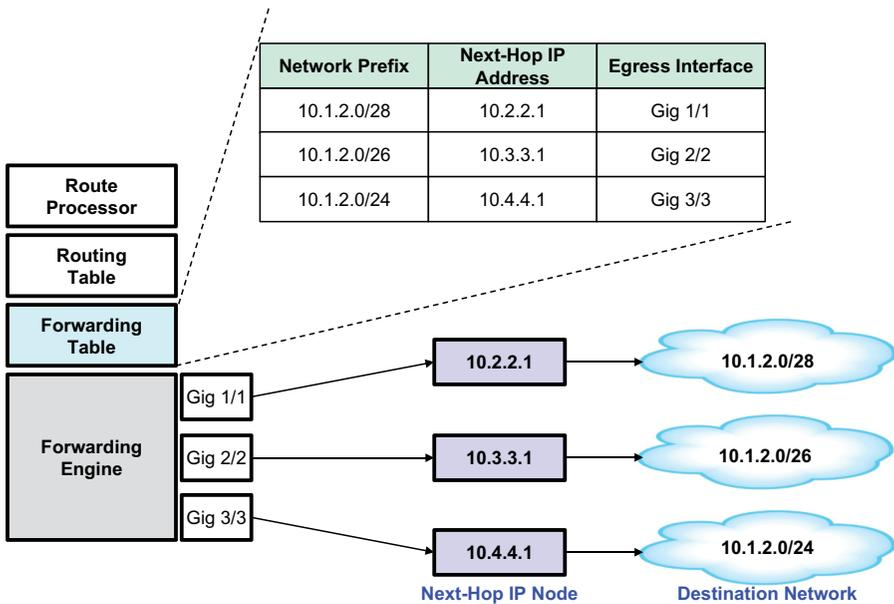 Network Prefix
Next-Hop IP
Address
Egress Interface
10.1.2.0/28
10.2.2.1
Gig 1/1
10.1.2.0/26
10.3.3.1
Gig 2/2
10.1.2.0/24
10.4.4.1
Gig 3/3
Route
Processor
Routing
Table
Forwarding
Table
Forwarding
Engine
Gig 1/1
10.2.2.1
10.1.2.0/28
Gig 2/2
10.3.3.1
10.1.2.0/26
Gig 3/3
10.4.4.1
10.1.2.0/24
Next-Hop IP Node
Destination Network